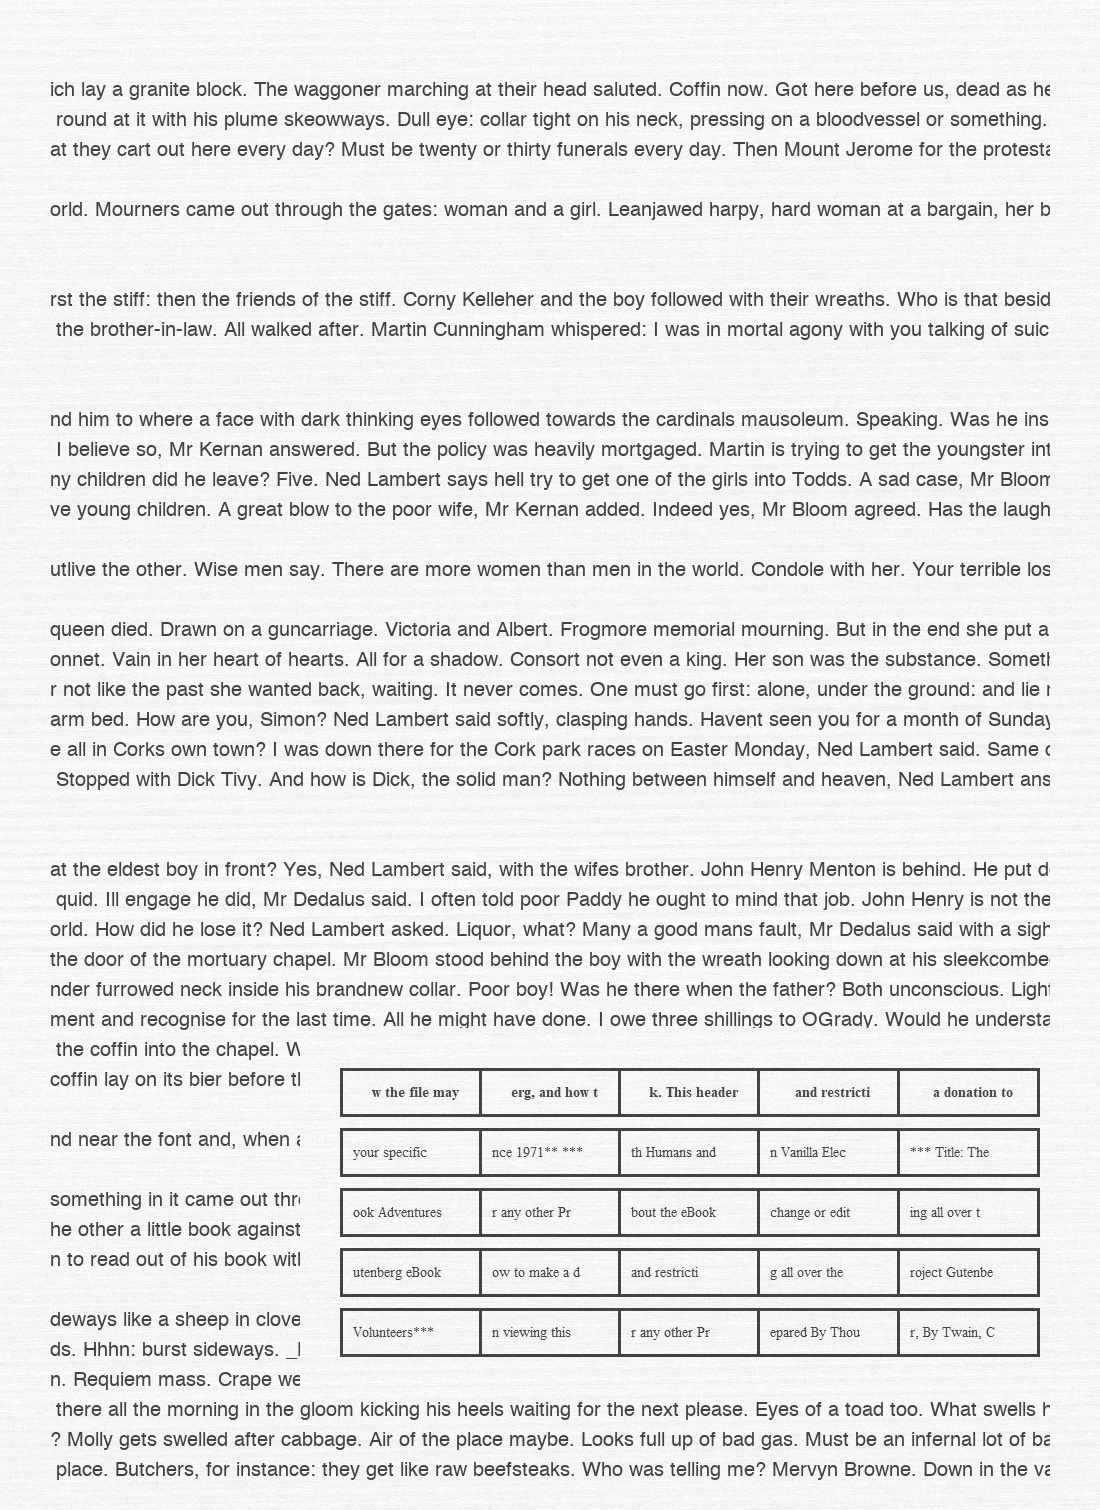 ich lay a granite block. The waggoner marching at their head saluted. Coffin now. Got here before us, dead as he
round at it with his plume skeowways. Dull eye: collar tight on his neck, pressing on a bloodvessel or something.
at they cart out here every day? Must be twenty or thirty funerals every day. Then Mount Jerome for the protesta
orld. Mourners came out through the gates: woman and a girl. Leanjawed harpy, hard woman at a bargain, her b
rst the stiff: then the friends of the stiff. Corny Kelleher and the boy followed with their wreaths. Who is that besid
the brother-in-law. All walked after. Martin Cunningham whispered: I was in mortal agony with you talking of suic
nd him to where a face with dark thinking eyes followed towards the cardinals mausoleum. Speaking. Was he ins
I believe so, Mr Kernan answered. But the policy was heavily mortgaged. Martin is trying to get the youngster int
ny children did he leave? Five. Ned Lambert says hell try to get one of the girls into Todds. A sad case, Mr Bloom
ve young children. A great blow to the poor wife, Mr Kernan added. Indeed yes, Mr Bloom agreed. Has the laugh
utlive the other. Wise men say. There are more women than men in the world. Condole with her. Your terrible los
queen died. Drawn on a guncarriage. Victoria and Albert. Frogmore memorial mourning. But in the end she put a
onnet. Vain in her heart of hearts. All for a shadow. Consort not even a king. Her son was the substance. Someth
r not like the past she wanted back, waiting. It never comes. One must go first: alone, under the ground: and lie
arm bed. How are you, Simon? Ned Lambert said softly, clasping hands. Havent seen you for a month of Sunday
e all in Corks own town? I was down there for the Cork park races on Easter Monday, Ned Lambert said. Same
Stopped with Dick Tivy. And how is Dick, the solid man? Nothing between himself and heaven, Ned Lambert ans
at the eldest boy in front? Yes, Ned Lambert said, with the wifes brother. John Henry Menton is behind. He put d
quid. Ill engage he did, Mr Dedalus said. I often told poor Paddy he ought to mind that job. John Henry is not the
orld. How did he lose it? Ned Lambert asked. Liquor, what? Many a good mans fault, Mr Dedalus said with a sigh
the door of the mortuary chapel. Mr Bloom stood behind the boy with the wreath looking down at his sleekcombe
nder furrowed neck inside his brandnew collar. Poor boy! Was he there when the father? Both unconscious. Light
ment and recognise for the last time. All he might have done. I owe three shillings to OGrady. Would he understa
the coffin into the chapel. W
coffin lay on its bier before th
nd near the font and, when a
something in it came out thro
he other a little book against
n to read out of his book with
deways like a sheep in clove
ds. Hhhn: burst sideways.
n. Requiem mass. Crape we
w the file may erg, and how t k. This header and restricti a donation to
your specific nce 1971** *** th Humans and n Vanilla Elec *** Title: The
ook Adventures r any other Pr bout the eBook change or edit ing all over t
utenberg eBook ow to make a d and restricti g all over the roject Gutenbe
Volunteers*** n viewing this r any other Pr epared By Thou r, By Twain, C
there all the morning in the gloom kicking his heels waiting for the next please. Eyes of a toad too. What swells h
? Molly gets swelled after cabbage. Air of the place maybe. Looks full up of bad gas. Must be an infernal lot of ba
place. Butchers, for instance: they get like raw beefsteaks. Who was telling me? Mervyn Browne. Down in the va